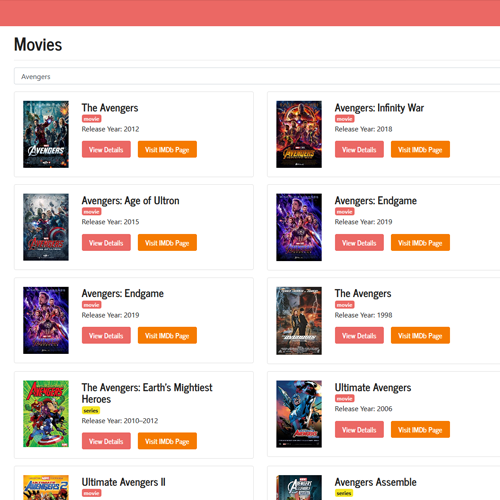 Movies
Avengers
The Avengers
movie
Release Year: 2012
View Details
Visit IMDb Page
Avengers: Infinity War
movie
Release Year: 2018
View Details
Visit IMDb Page
Avengers: Age of Ultron
movie
Release Year: 2015
View Details
Visit IMDb Page
Avengers: Endgame
movie
Release Year: 2019
View Details
Visit IMDb Page
Avengers: Endgame
movie
Release Year: 2019
View Details
Visit IMDb Page
The Avengers
movie
Release Year: 1998
View Details
Visit IMDb Page
The Avengers: Earth's Mightiest
Heroes
series
Release Year: 2010–2012
View Details
Visit IMDb Page
Ultimate Avengers
movie
Release Year: 2006
View Details
Visit IMDb Page
Ultimate Avengers II
movie
Avengers Assemble
series